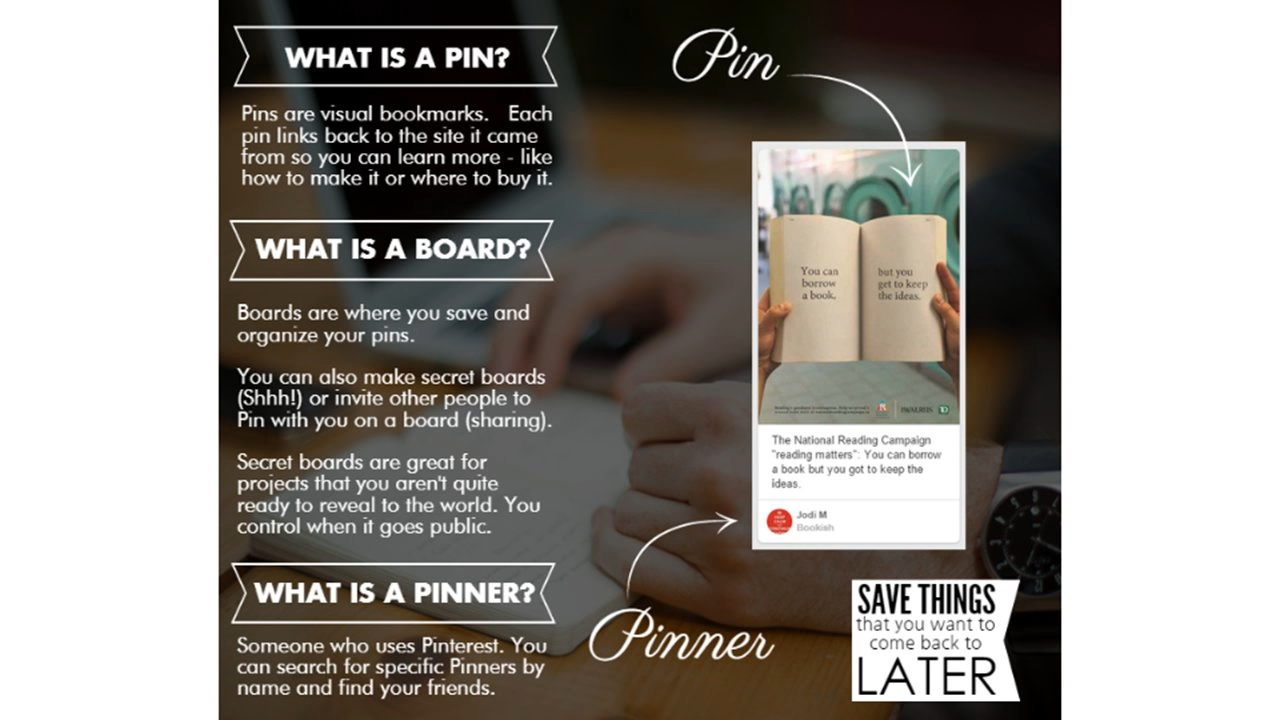 WHAT IS A PIN?
Pins are visual bookmarks. Each
pin links back to the site it came
from so you can learn more - like
how to make it or where to buy it.
WHAT IS A BOARD?
Boards are where you save and
organize your pins.
You can also make secret boards
(Shhh!) or invite other people to
Pin with you on a board (sharing).
Secret boards are great for
projects that you aren't quite
ready to reveal to the world. You
control when it goes public.
WHAT IS A PINNER?
Someone who uses Pinterest. You
can search for specific Pinners by
name and find your friends.
Pin
You can
borrow
a book,
but you
get to keep
the ideas.
The National Reading Campaign
"reading matters": You can borrow
a book but you got to keep the
ideas.
Jodi M
Bookish
Pinner
SAVE THINGS
that you want to
come back to
LATER